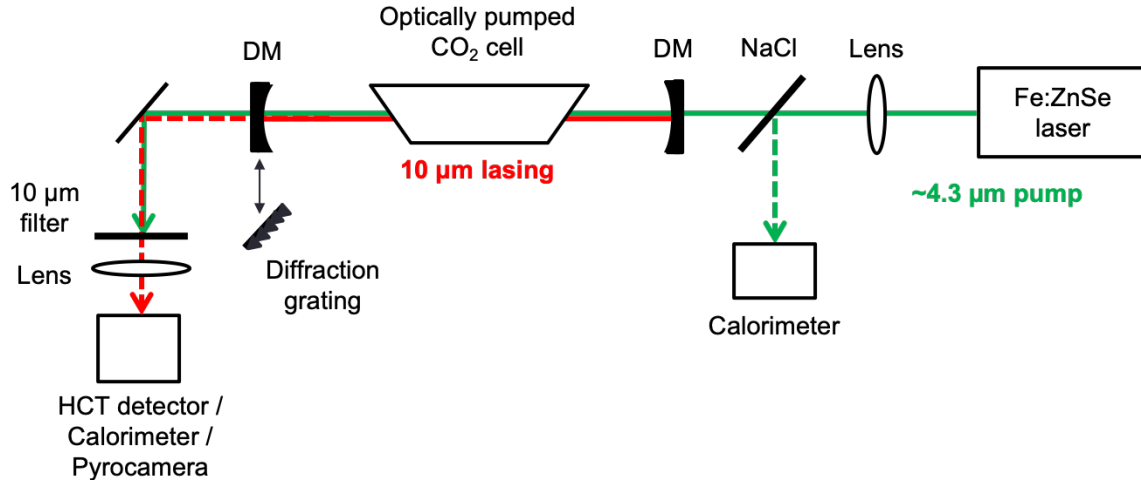 Optically pumped
CO₂ cell
DM
DM
NaCl
Lens
Fe:ZnSe
laser
10 µm lasing
~4.3 µm pump
10 µm
filter
Lens
Diffraction
grating
Calorimeter
HCT detector /
Calorimeter /
Pyrocamera